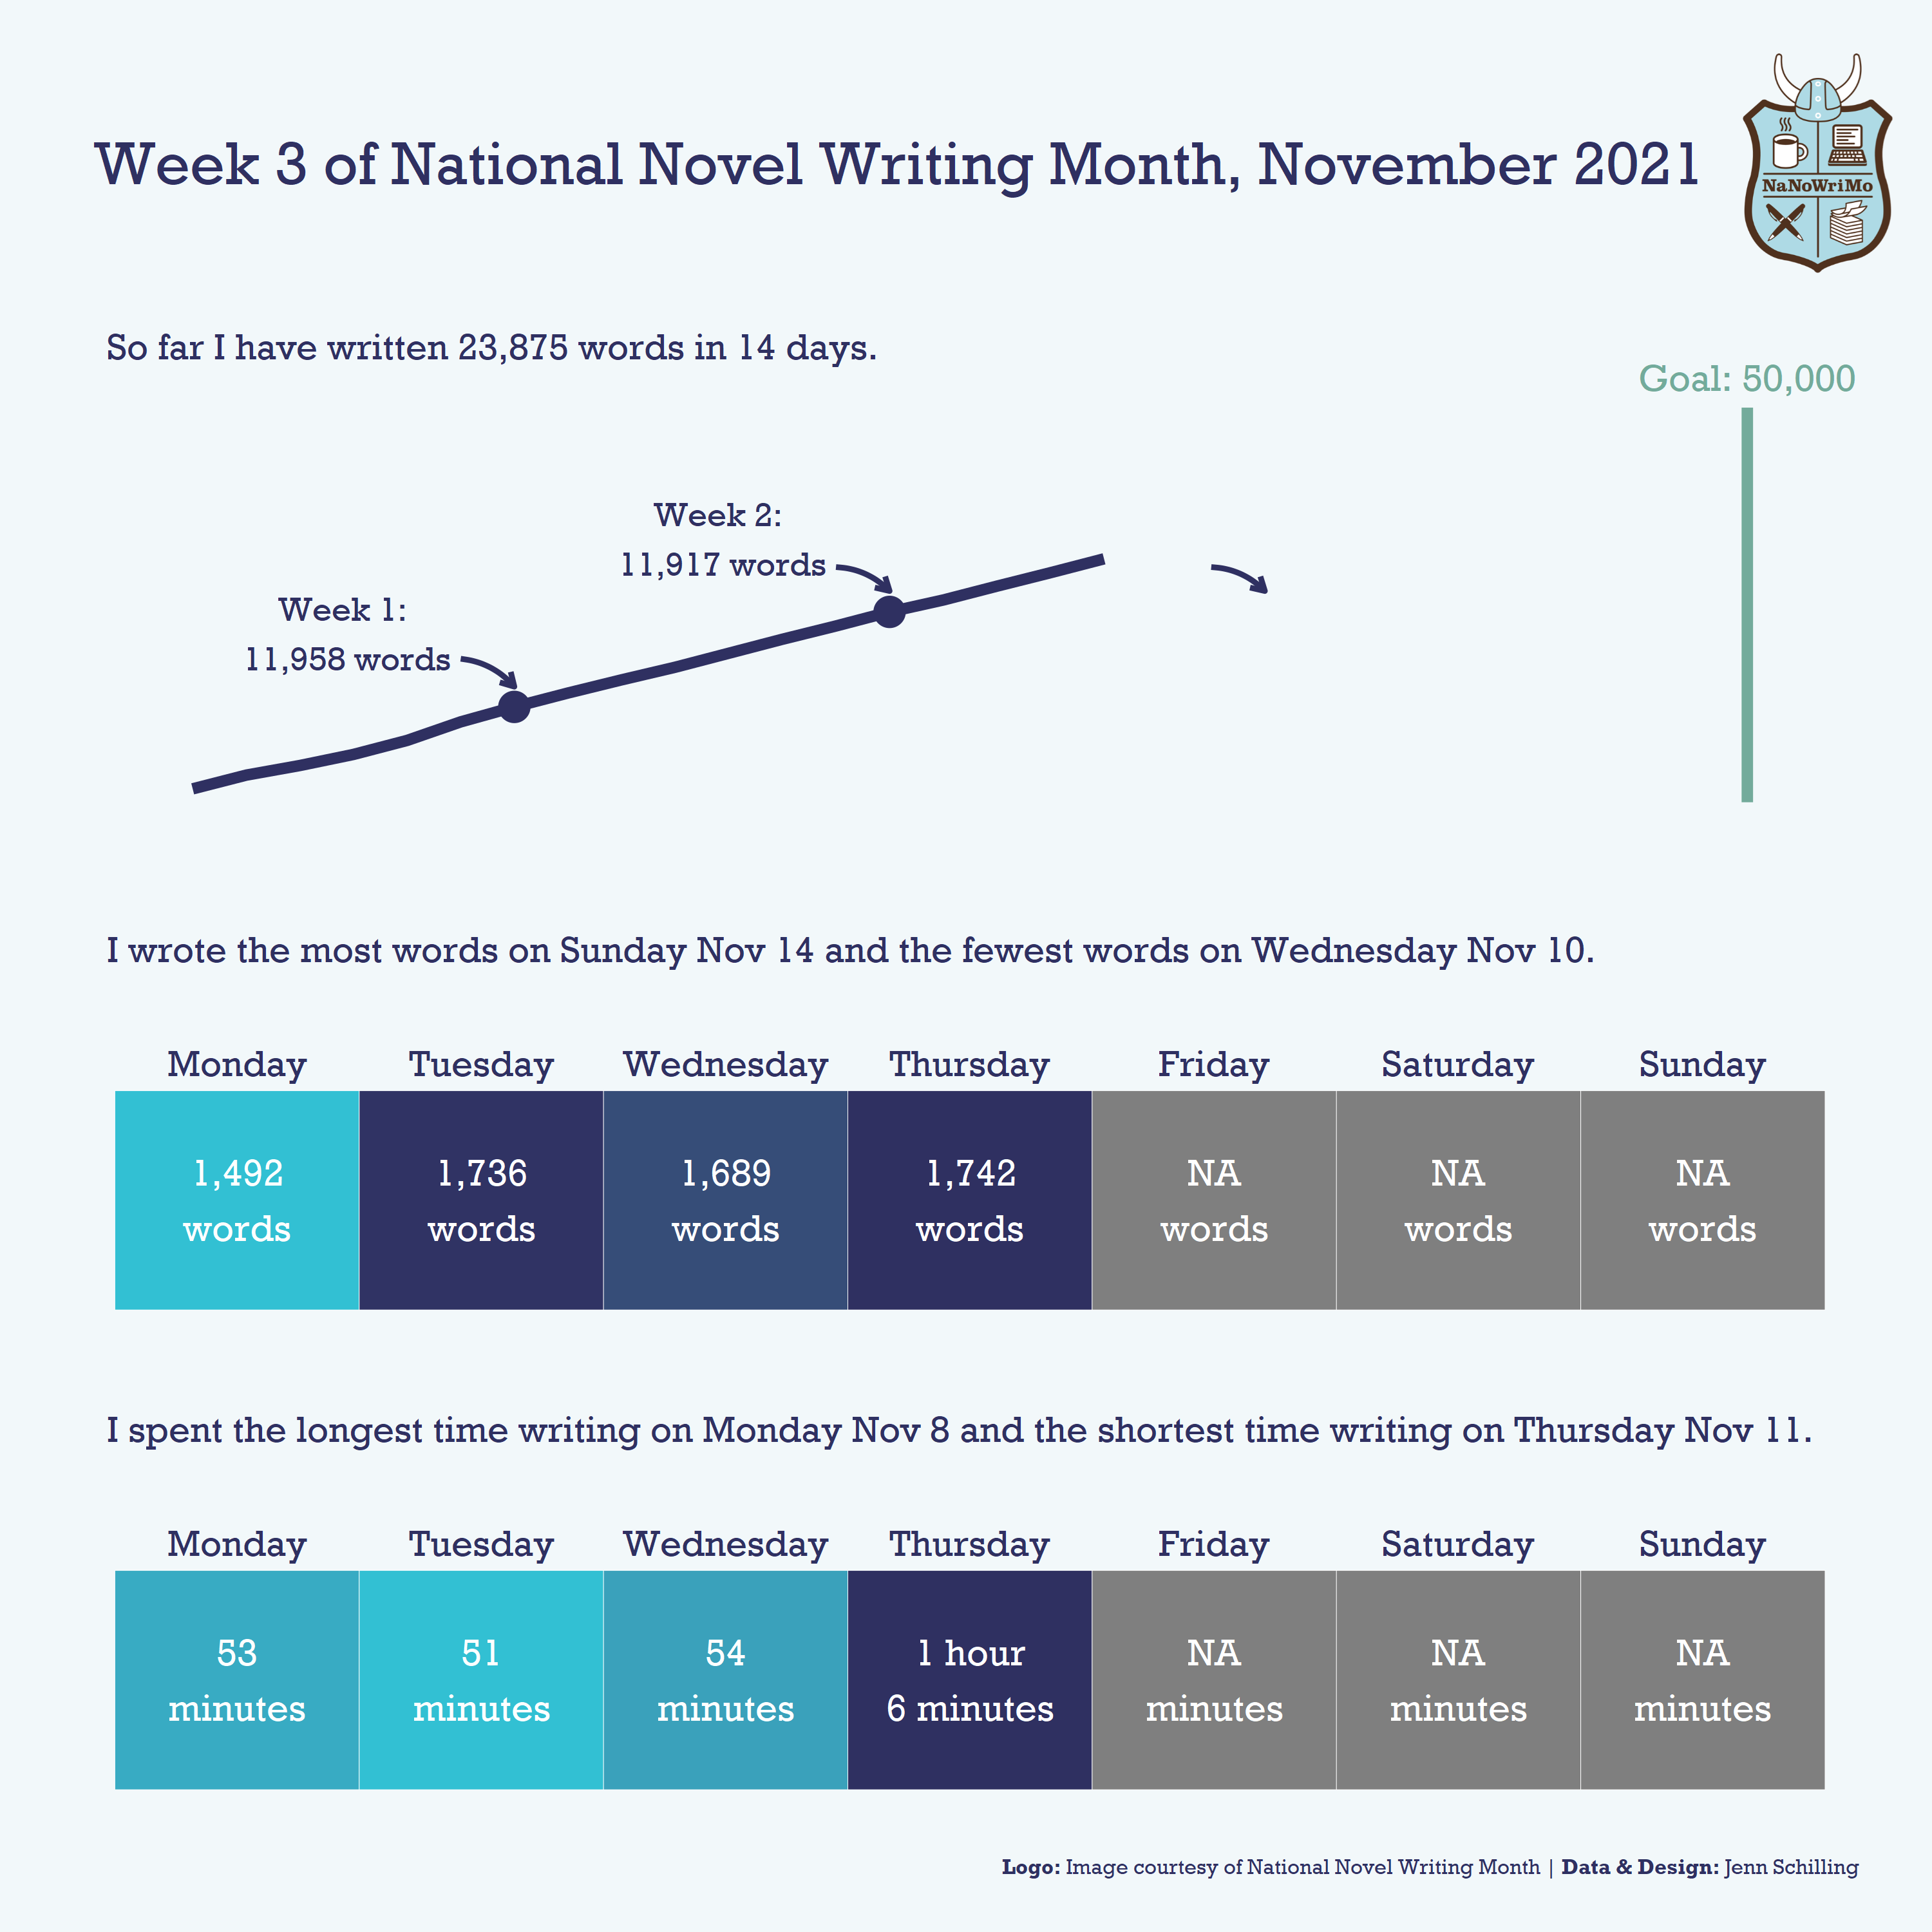 Week 3 of National Novel Writing Month, November 2021
NaNoWriMo
So far I have written 23,875 words in 14 days.
Goal: 50,000
Week 2:
11,917 words
Week 1:
11,958 words
I wrote the most words on Sunday Nov 14 and the fewest words on Wednesday Nov 10.
Monday Tuesday Wednesday Thursday Friday Saturday Sunday
1,492 1,736 1,689 1,742 NA NA NA
words words words words words words words
I spent the longest time writing on Monday Nov 8 and the shortest time writing on Thursday Nov 11.
Monday Tuesday Wednesday Thursday Friday Saturday Sunday
53 51 54 1 hour NA NA NA
minutes minutes minutes 6 minutes minutes minutes minutes
Logo: Image courtesy of National Novel Writing Month | Data & Design: Jenn Schilling